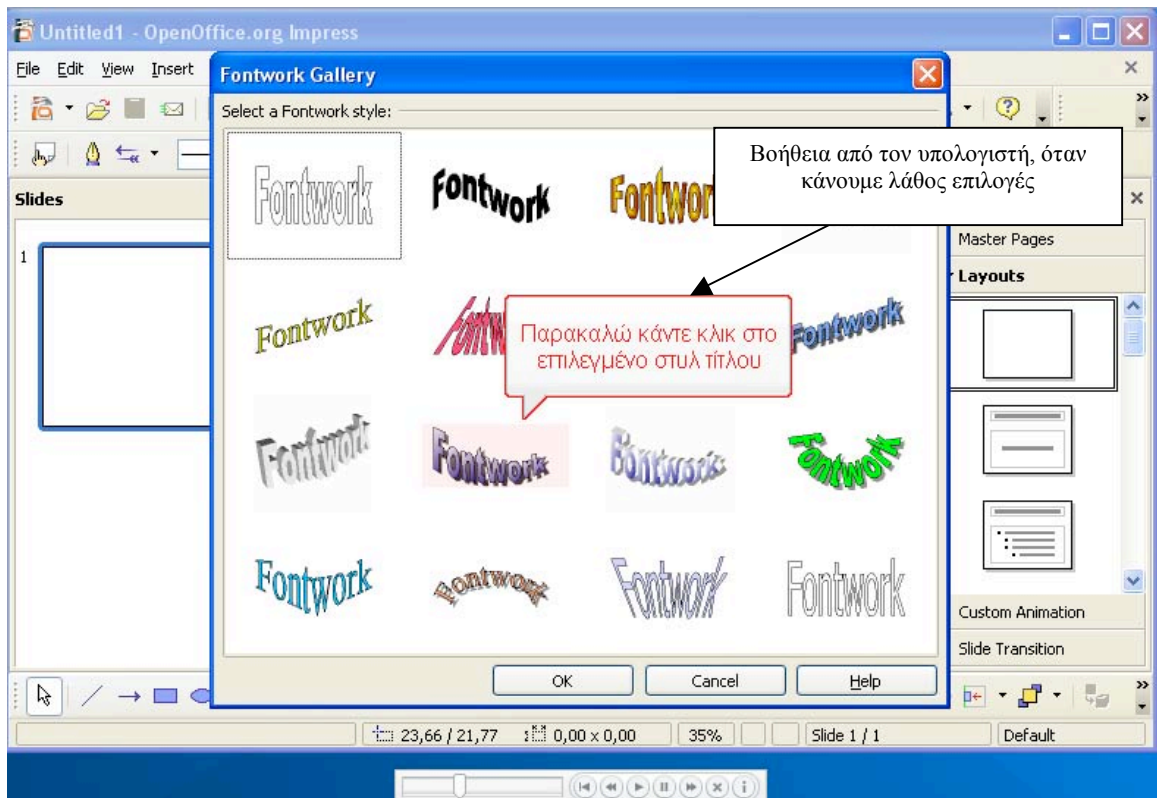 Untitled1 - OpenOffice.org Impress
File Edit View Insert
Fontwork Gallery
Select a Fontwork style:
Βοήθεια από τον υπολογιστή, όταν
κάνουμε λάθος επιλογές
Slides
1
Master Pages
Layouts
Fontwork Fontwork
Fontwork Fontwork
Παρακαλώ κάντε κλικ στο
επιλεγμένο στυλ τίτλου
Fontwork Fontwork Fontwork Fontwork
Fontwork Fontwork Fontwork Fontwork
Custom Animation
Slide Transition
OK Cancel Help
23,66 / 21,77 0,00 x 0,00 35% Slide 1 / 1 Default